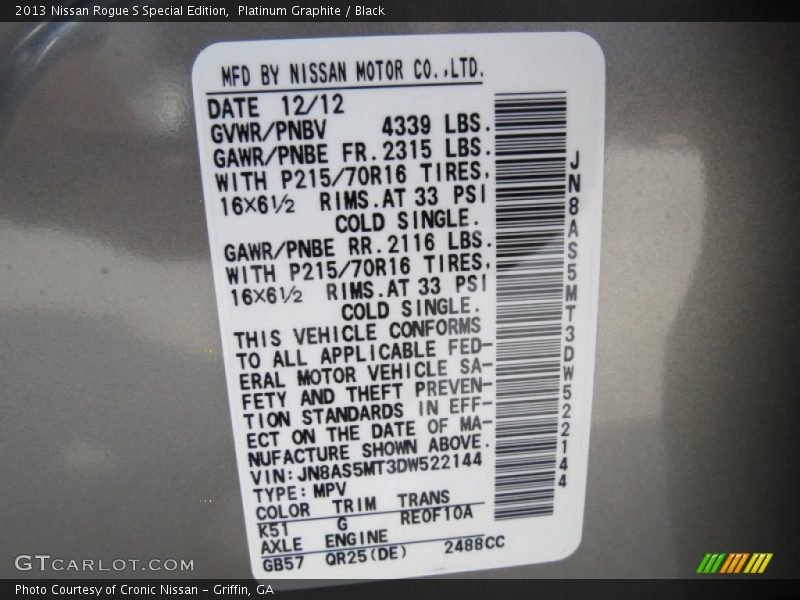 2013 Nissan Rogue S Special Edition,  Platinum Graphite / Black
MFD BY NISSAN MOTOR CO.,LTD.
DATE 12/12
GVWR/PNBV 4339 LBS.
GAWR/PNBE FR.2315 LBS.
WITH P215/70R16 TIRES,
16×6½ RIMS.AT 33 PSI
COLD SINGLE.
GAWR/PNBE RR.2116 LBS.
WITH P215/70R16 TIRES,
16×6½ RIMS.AT 33 PSI
COLD SINGLE.
THIS VEHICLE CONFORMS
TO ALL APPLICABLE FED-
ERAL MOTOR VEHICLE SA-
FETY AND THEFT PREVEN-
TION STANDARDS IN EFF-
ECT ON THE DATE OF MA-
NUFACTURE SHOWN ABOVE.
VIN:JN8AS5MT3DW522144
TYPE:MPV
COLOR TRIM TRANS
K51 G RE0F10A
AXLE ENGINE
GB57 QR25(DE) 2488CC
JN8AS5MT3DW522144
GTCARLOT.COM
Photo Courtesy of Cronic Nissan - Griffin, GA